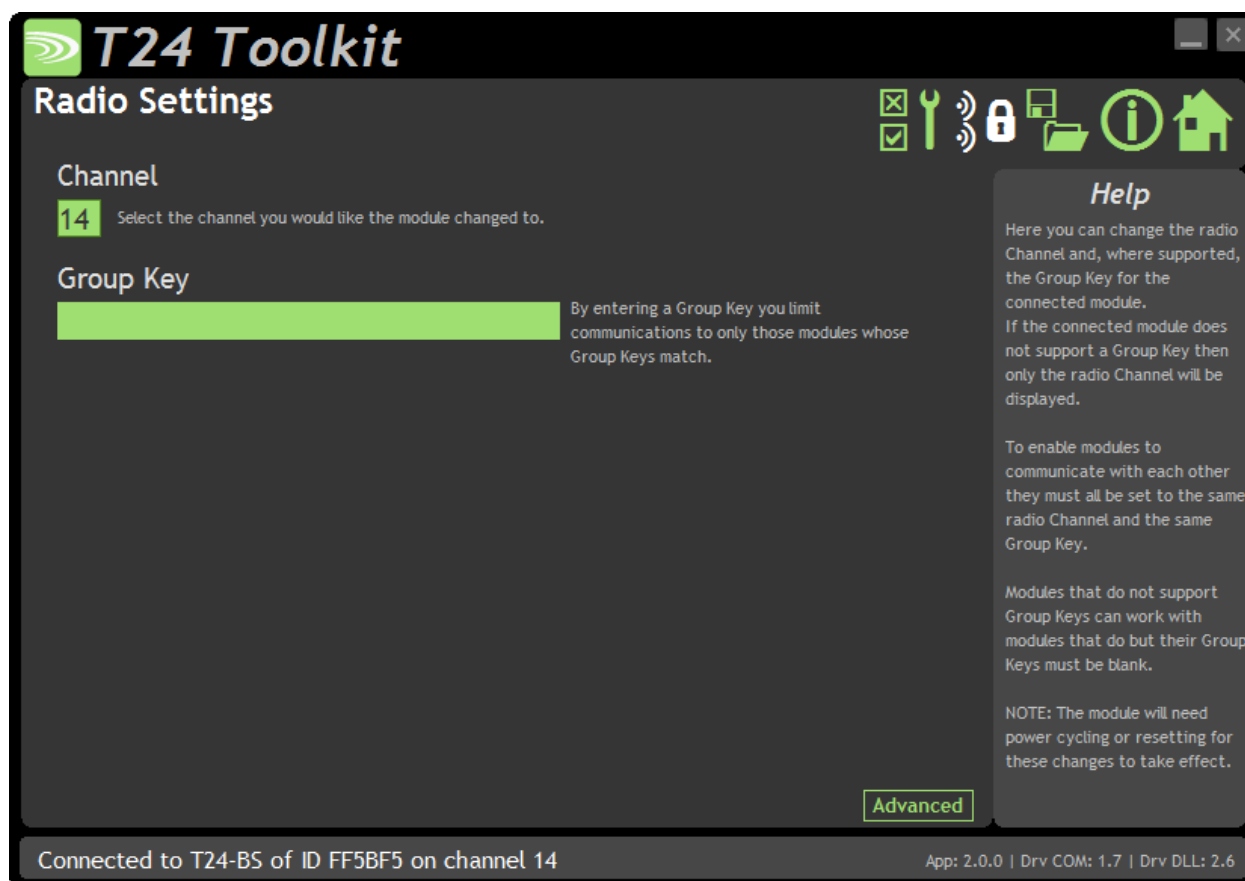 T24 Toolkit
Radio Settings
Channel
14
Select the channel you would like the module changed to.
Group Key
By entering a Group Key you limit
communications to only those modules whose
Group Keys match.
Help
Here you can change the radio
Channel and, where supported,
the Group Key for the
connected module.
If the connected module does
not support a Group Key then
only the radio Channel will be
displayed.
To enable modules to
communicate with each other
they must all be set to the same
radio Channel and the same
Group Key.
Modules that do not support
Group Keys can work with
modules that do but their Group
Keys must be blank.
NOTE: The module will need
power cycling or resetting for
these changes to take effect.
Advanced
Connected to T24-BS of ID FF5BF5 on channel 14
App: 2.0.0 | Drv COM: 1.7 | Drv DLL: 2.6